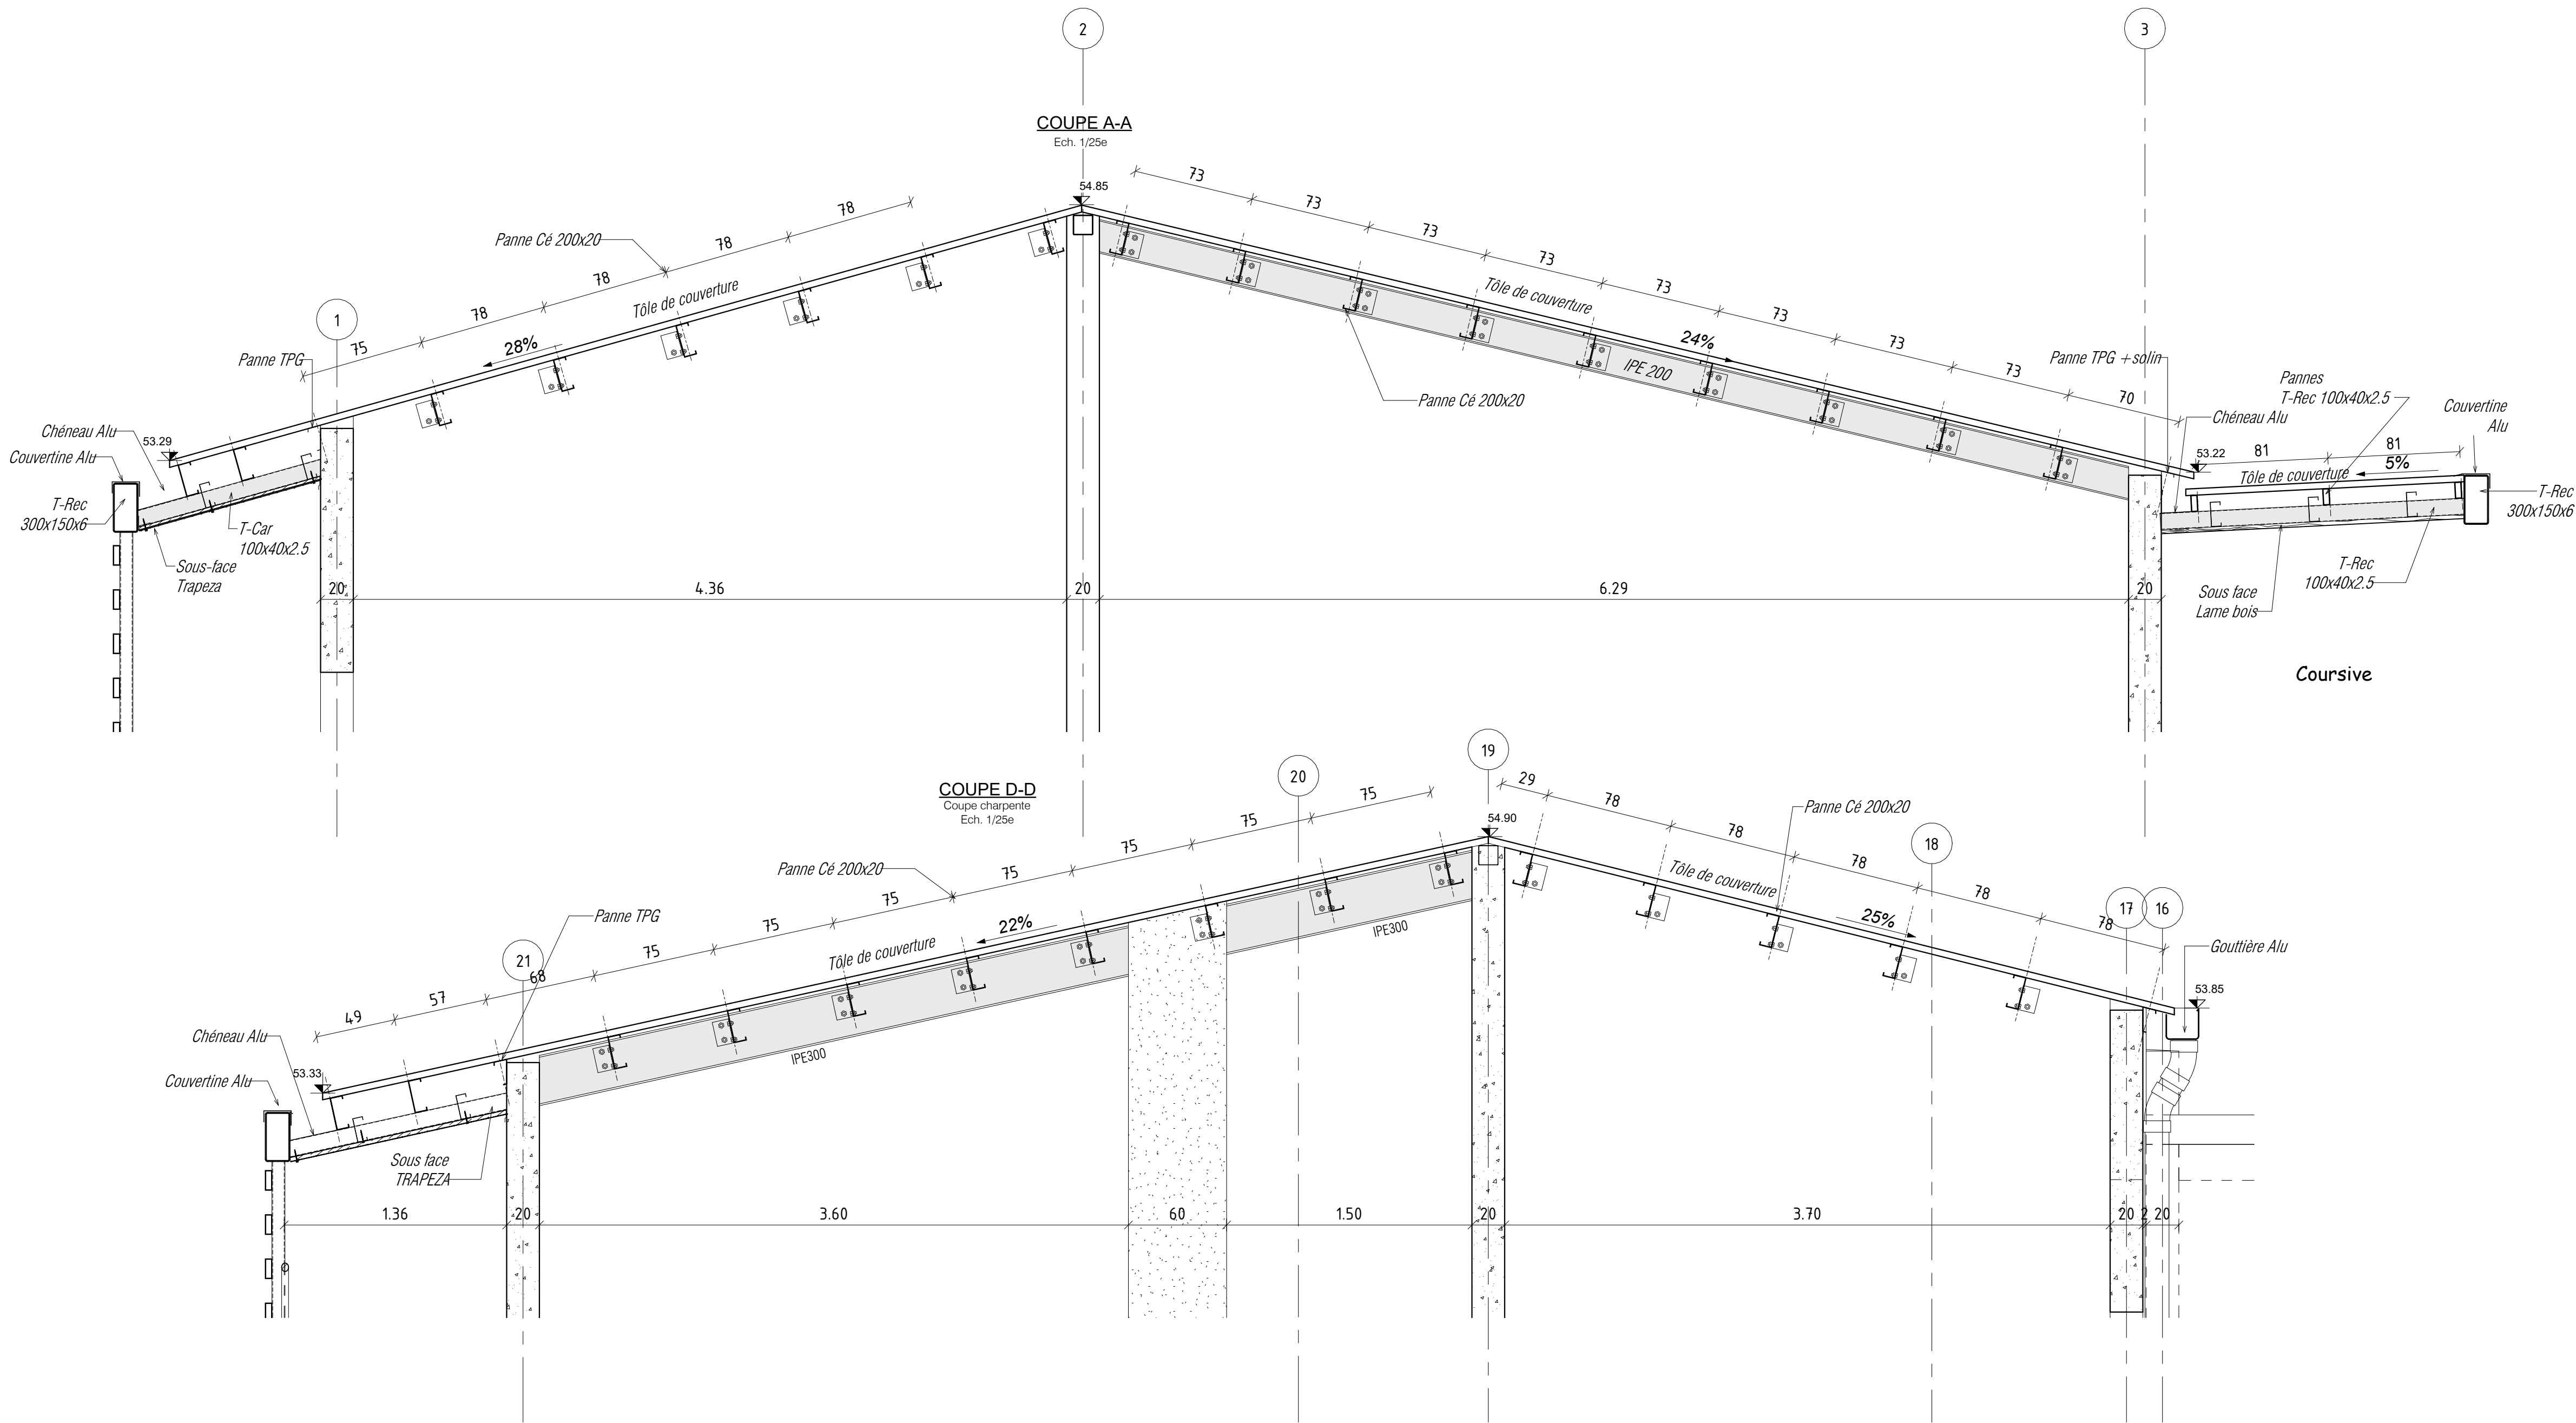 2
3
COUPE A-A
Ech. 1/25e
54.85
73
73
73
73
73
73
73
73
70
78
78
78
78
75
Panne Cé 200x20
Tôle de couverture
28%
1
Panne TPG
Chéneau Alu
53.29
Couvertine Alu
T-Rec
300x150x6
T-Car
100x40x2.5
Sous-face
Trapeza
Tôle de couverture
24%
IPE 200
Panne Cé 200x20
Panne TPG +solin
Pannes
T-Rec 100x40x2.5
Chéneau Alu
Couvertine
Alu
53.22
81
81
Tôle de couverture
5%
T-Rec
300x150x6
T-Rec
100x40x2.5
Sous face
Lame bois
20
4.36
20
6.29
20
Coursive
COUPE D-D
Coupe charpente
Ech. 1/25e
19
20
54.90
18
17
16
21
49
57
68
75
75
75
75
75
75
75
29
78
78
78
78
78
Panne Cé 200x20
Panne Cé 200x20
Tôle de couverture
25%
Panne TPG
Tôle de couverture
22%
IPE300
IPE300
Gouttière Alu
53.85
Chéneau Alu
53.33
Couvertine Alu
Sous face
TRAPEZA
1.36
20
3.60
60
1.50
20
3.70
20
2
20